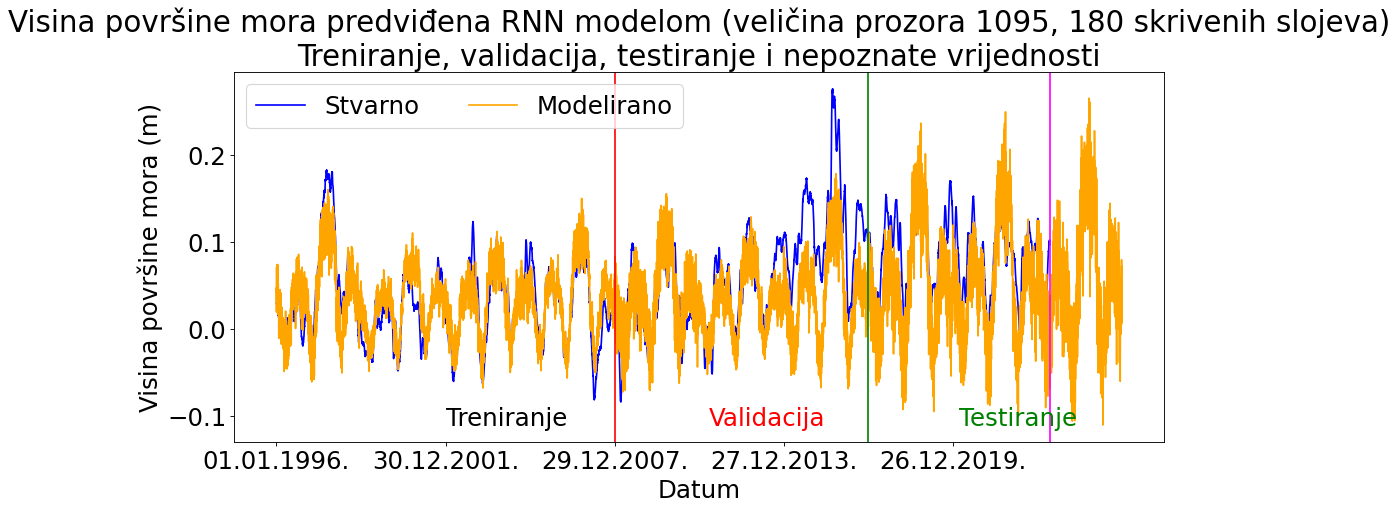 Visina površine mora predviđena RNN modelom (veličina prozora 1095, 180 skrivenih slojeva)
Treniranje, validacija, testiranje i nepoznate vrijednosti
Stvarno Modelirano
Visina površine mora (m)
0.2
0.1
0.0
−0.1
Treniranje Validacija Testiranje
01.01.1996. 30.12.2001. 29.12.2007. 27.12.2013. 26.12.2019.
Datum